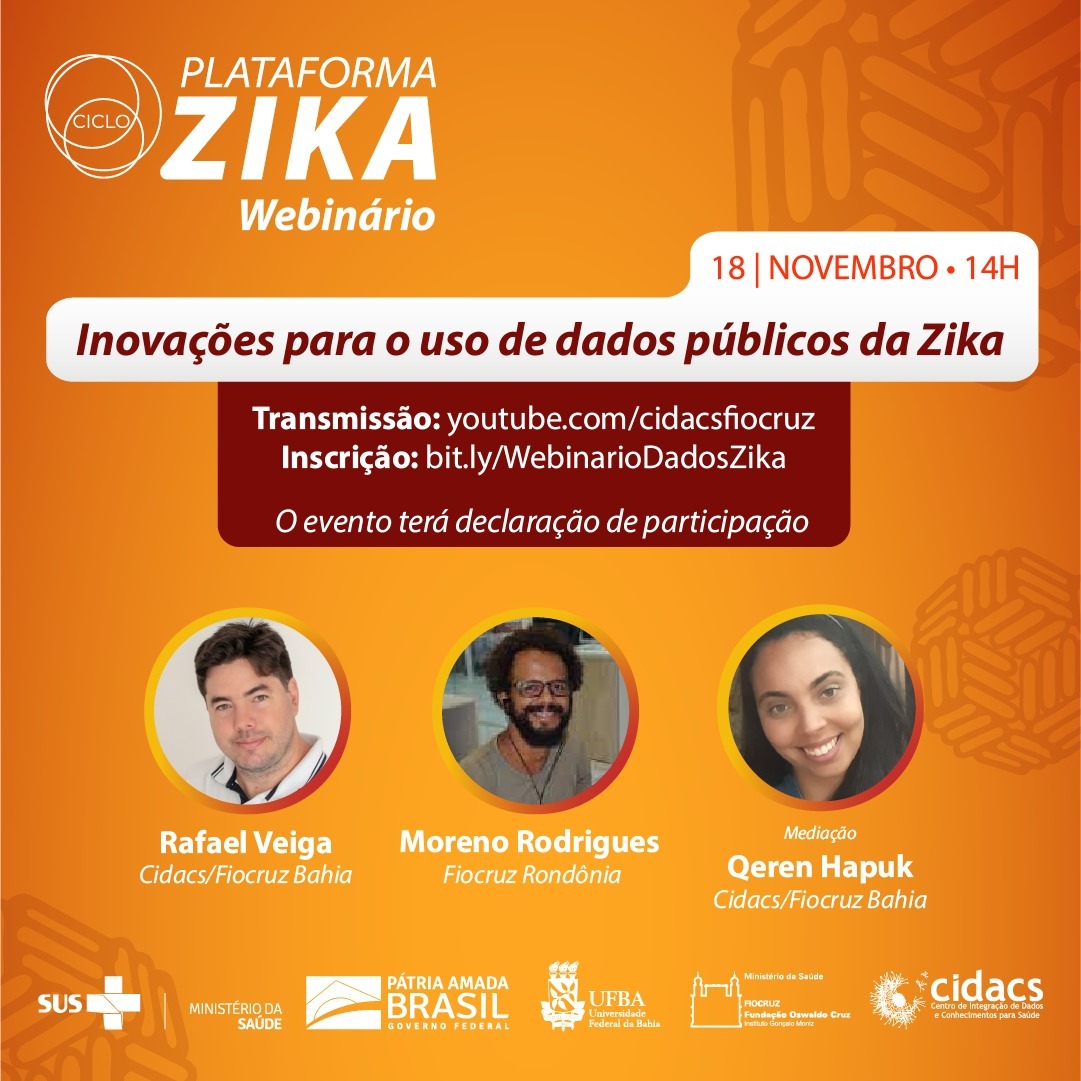 CICLO
PLATAFORMA
ZIKA
Webinário
18 | NOVEMBRO • 14H
Inovações para o uso de dados públicos da Zika
Transmissão: youtube.com/cidacsfiocruz
Inscrição: bit.ly/WebinarioDadosZika
O evento terá declaração de participação
Rafael Veiga
Cidacs/Fiocruz Bahia
Moreno Rodrigues
Fiocruz Rondônia
Mediação
Qeren Hapuk
Cidacs/Fiocruz Bahia
SUS
MINISTÉRIO DA
SAÚDE
PÁTRIA AMADA
BRASIL
GOVERNO FEDERAL
UFBA
Universidade
Federal da Bahia
Ministério da Saúde
FIOCRUZ
Fundação Oswaldo Cruz
Instituto Gonçalo Moniz
cidacs
Centro de Integração de Dados
e Conhecimentos para Saúde